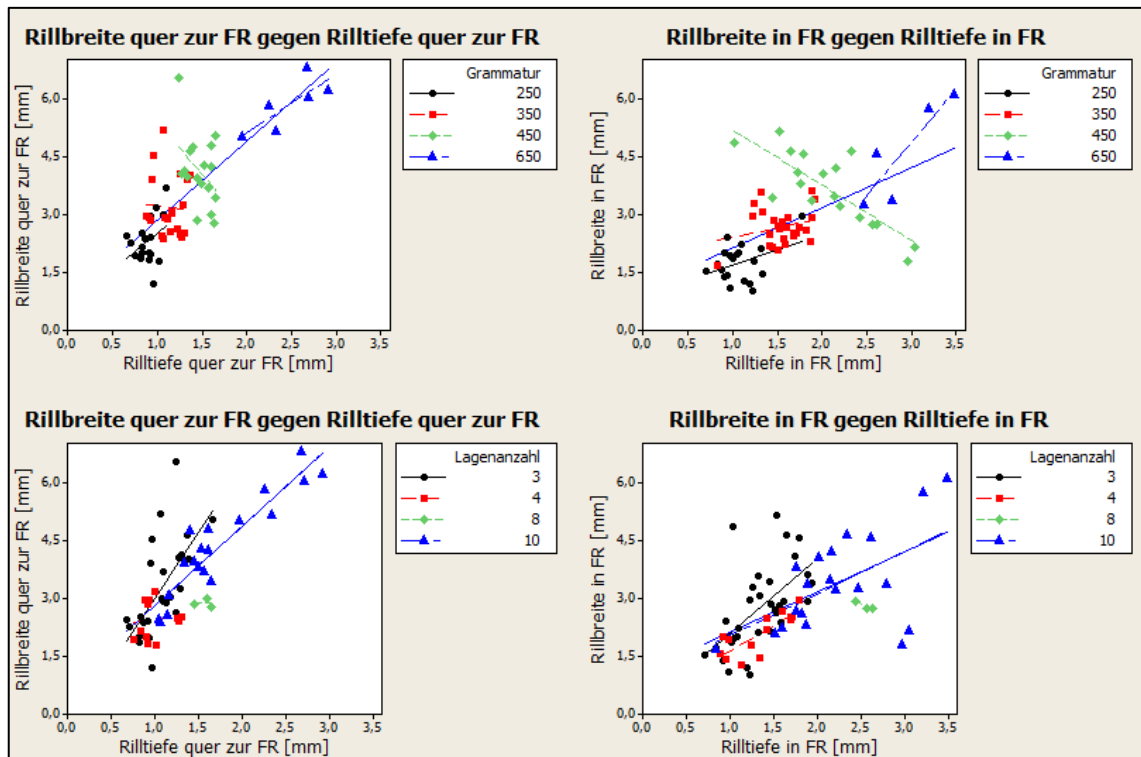 Rillbreite quer zur FR gegen Rilltiefe quer zur FR
Rillbreite quer zur FR [mm]
6,0
4,5
3,0
1,5
0,0
0,0 0,5 1,0 1,5 2,0 2,5 3,0 3,5
Rilltiefe quer zur FR [mm]
Grammatur
250
350
450
650
Rillbreite in FR gegen Rilltiefe in FR
Rillbreite in FR [mm]
6,0
4,5
3,0
1,5
0,0
0,0 0,5 1,0 1,5 2,0 2,5 3,0 3,5
Rilltiefe in FR [mm]
Grammatur
250
350
450
650
Rillbreite quer zur FR gegen Rilltiefe quer zur FR
Rillbreite quer zur FR [mm]
6,0
4,5
3,0
1,5
0,0
0,0 0,5 1,0 1,5 2,0 2,5 3,0 3,5
Rilltiefe quer zur FR [mm]
Lagenanzahl
3
4
8
10
Rillbreite in FR gegen Rilltiefe in FR
Rillbreite in FR [mm]
6,0
4,5
3,0
1,5
0,0
0,0 0,5 1,0 1,5 2,0 2,5 3,0 3,5
Rilltiefe in FR [mm]
Lagenanzahl
3
4
8
10